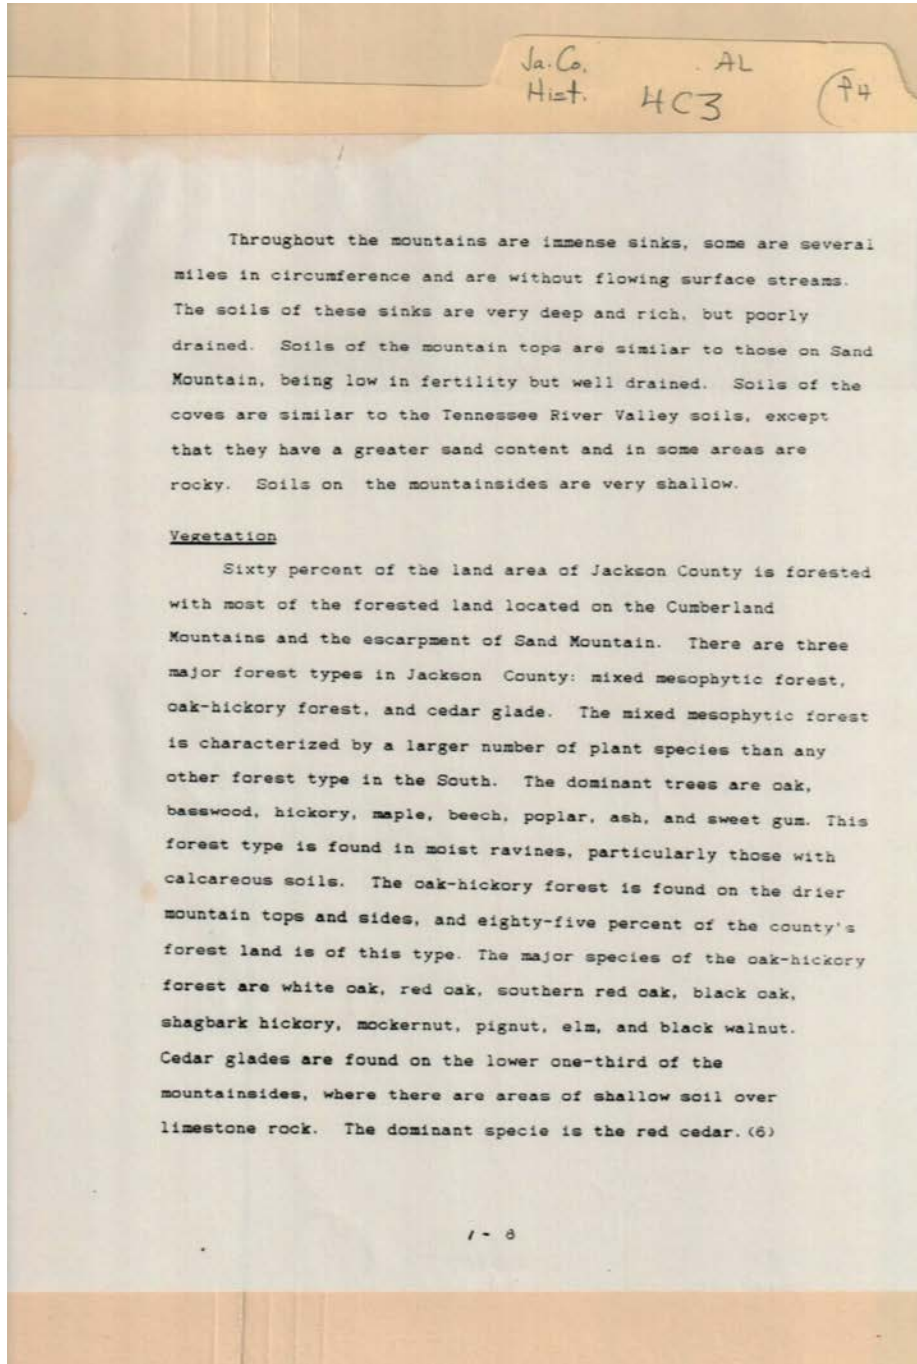 Ja. Co. AL
Hist. 4C3 (P4
Throughout the mountains are immense sinks, some are several
miles in circumference and are without flowing surface streams.
The soils of these sinks are very deep and rich, but poorly
drained. Soils of the mountain tops are similar to those on Sand
Mountain, being low in fertility but well drained. Soils of the
coves are similar to the Tennessee River Valley soils, except
that they have a greater sand content and in some areas are
rocky. Soils on the mountainsides are very shallow.
Vegetation
Sixty percent of the land area of Jackson County is forested
with most of the forested land located on the Cumberland
Mountains and the escarpment of Sand Mountain. There are three
major forest types in Jackson County: mixed mesophytic forest,
oak-hickory forest, and cedar glade. The mixed mesophytic forest
is characterized by a larger number of plant species than any
other forest type in the South. The dominant trees are oak,
basswood, hickory, maple, beech, poplar, ash, and sweet gum. This
forest type is found in moist ravines, particularly those with
calcareous soils. The oak-hickory forest is found on the drier
mountain tops and sides, and eighty-five percent of the county's
forest land is of this type. The major species of the oak-hickory
forest are white oak, red oak, southern red oak, black oak,
shagbark hickory, mockernut, pignut, elm, and black walnut.
Cedar glades are found on the lower one-third of the
mountainsides, where there are areas of shallow soil over
limestone rock. The dominant specie is the red cedar.(6)
1 - 8